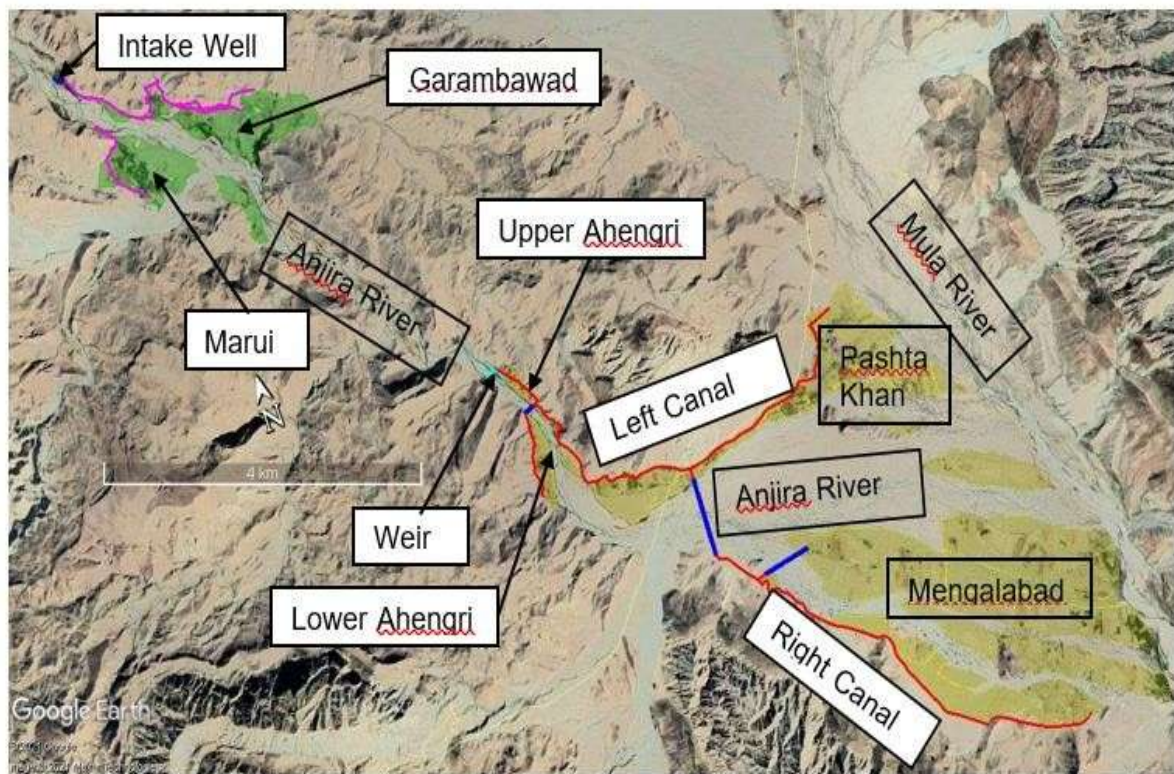 Intake Well
Garambawad
Upper Ahengri
Anjira River
Mula River
Marui
Pashta
Khan
Left Canal
N
4 km
Anjira River
Weir
Mengalabad
Lower Ahengri
Right Canal
Google Earth